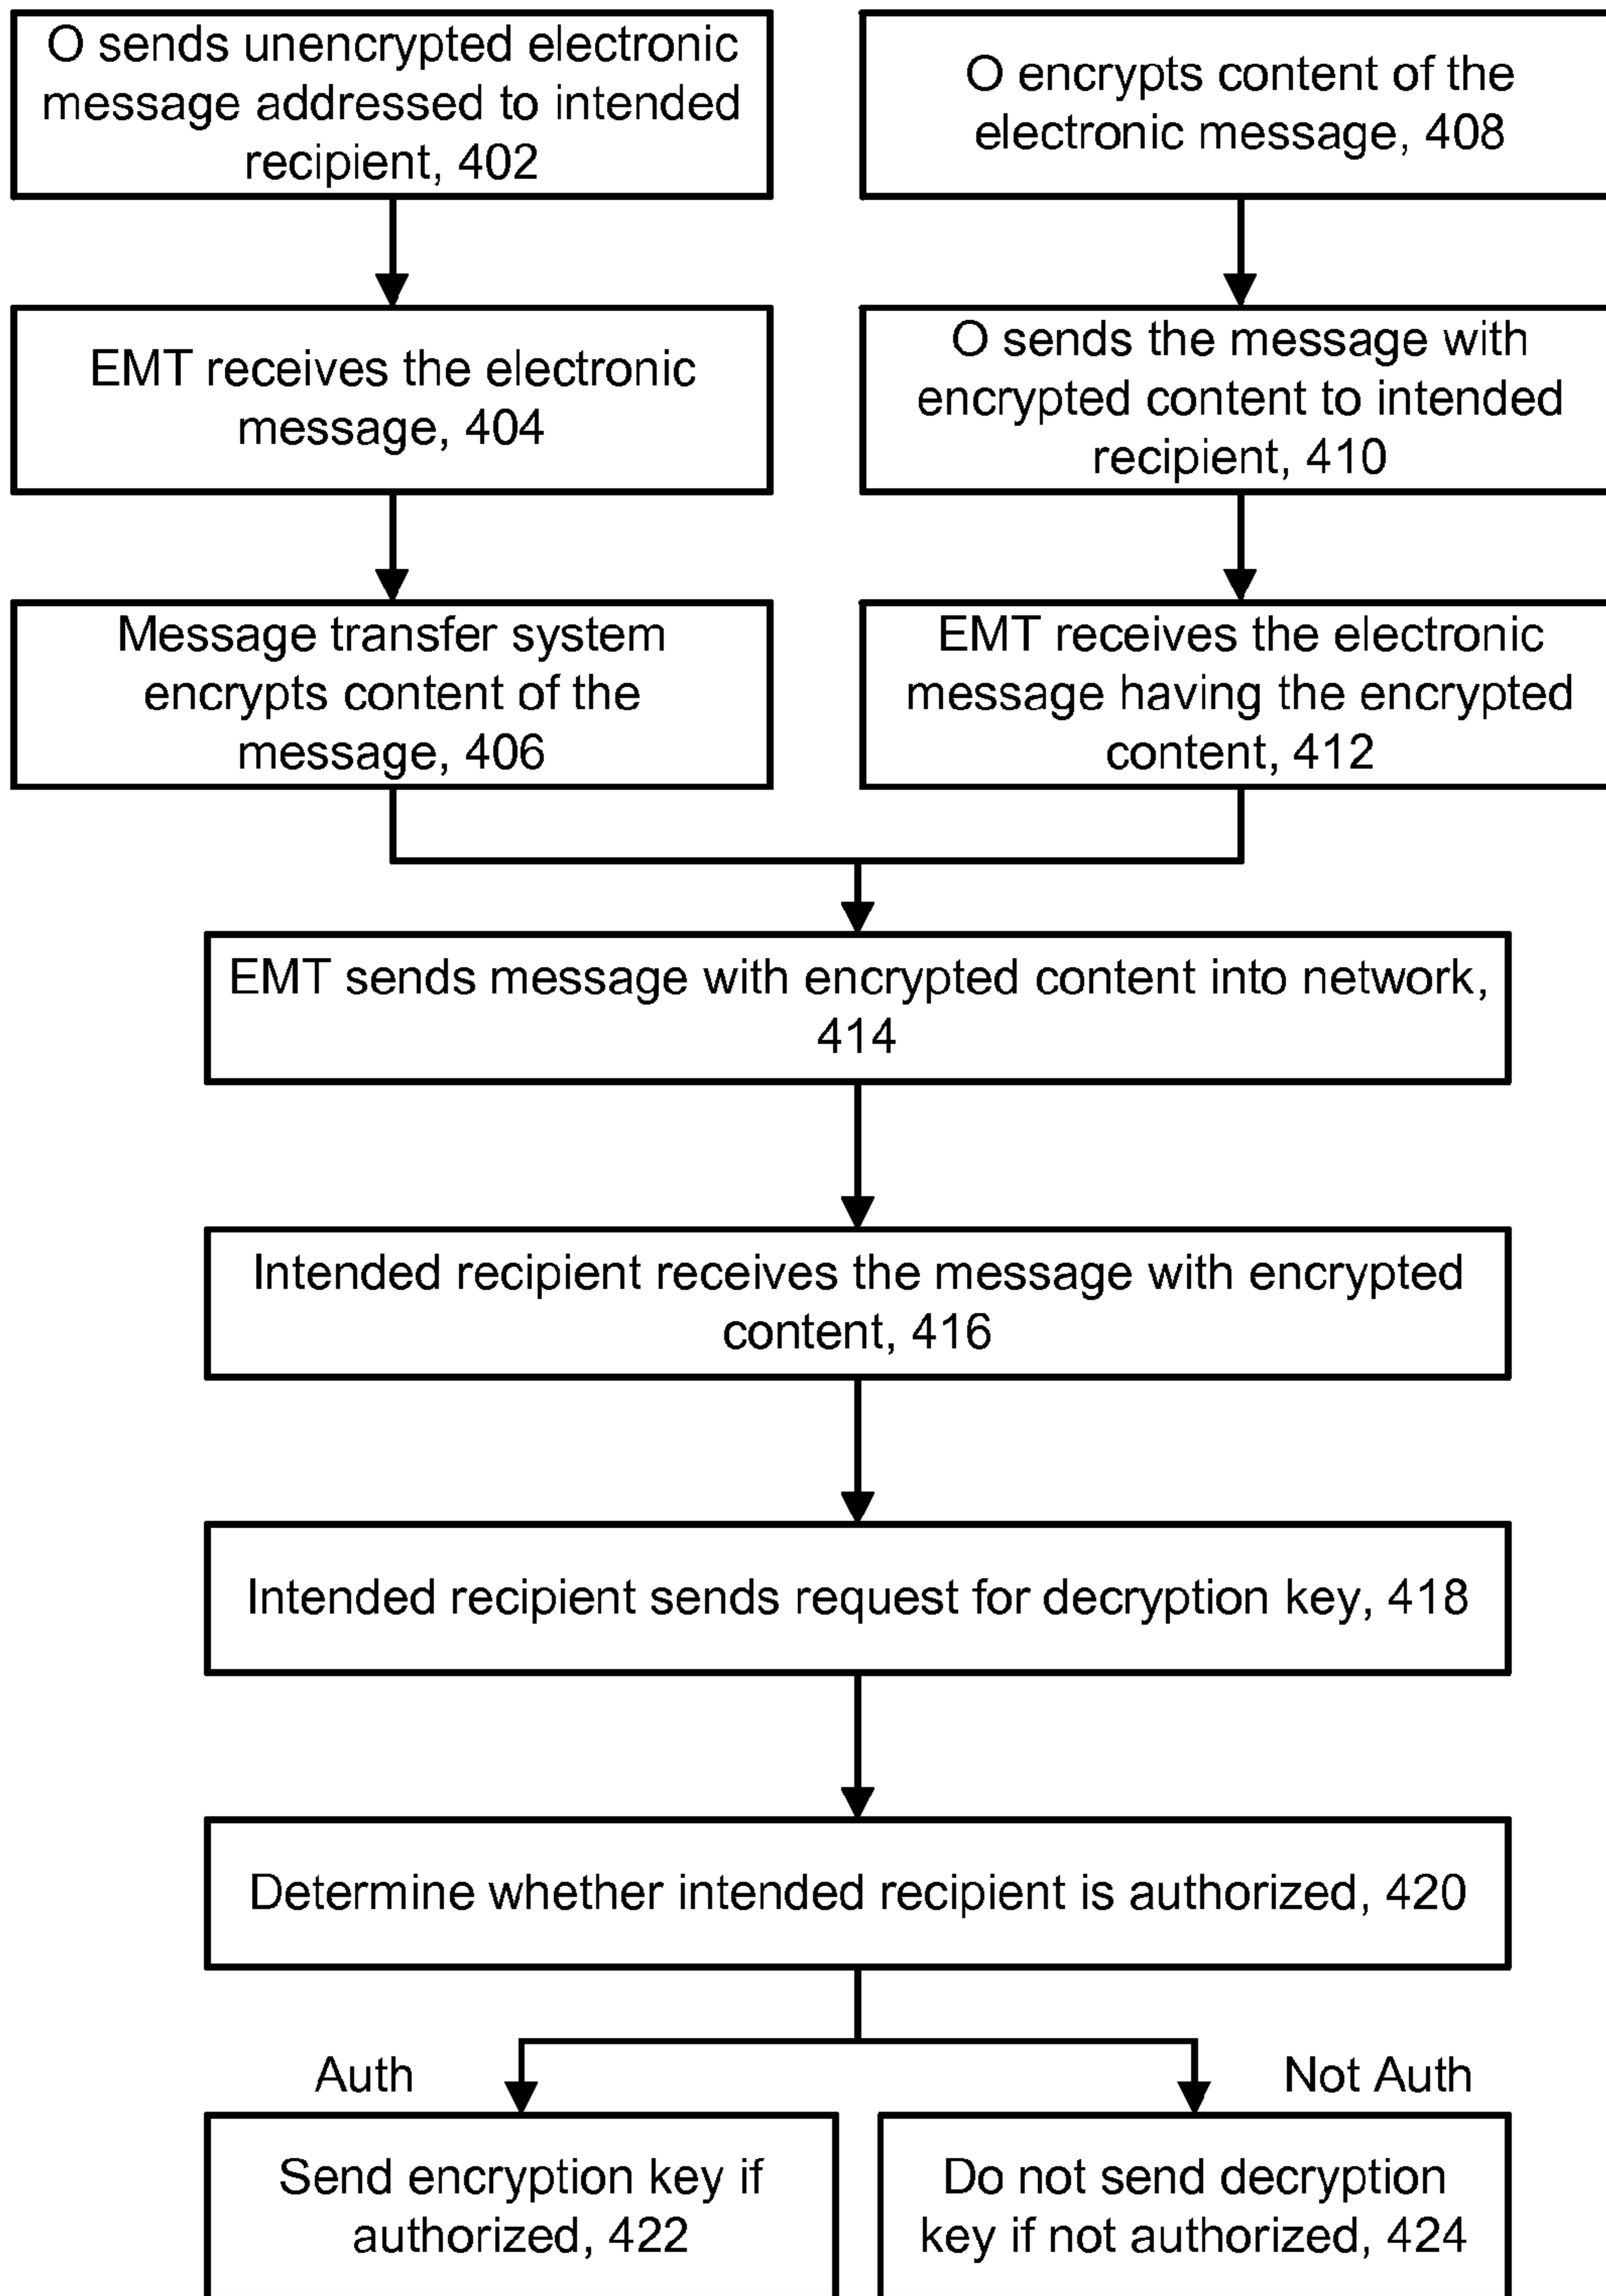 O sends unencrypted electronic
message addressed to intended
recipient, 402
O encrypts content of the
electronic message, 408
EMT receives the electronic
message, 404
O sends the message with
encrypted content to intended
recipient, 410
Message transfer system
encrypts content of the
message, 406
EMT receives the electronic
message having the encrypted
content, 412
EMT sends message with encrypted content into network,
414
Intended recipient receives the message with encrypted
content, 416
Intended recipient sends request for decryption key, 418
Determine whether intended recipient is authorized, 420
Auth
Not Auth
Send encryption key if
authorized, 422
Do not send decryption
key if not authorized, 424